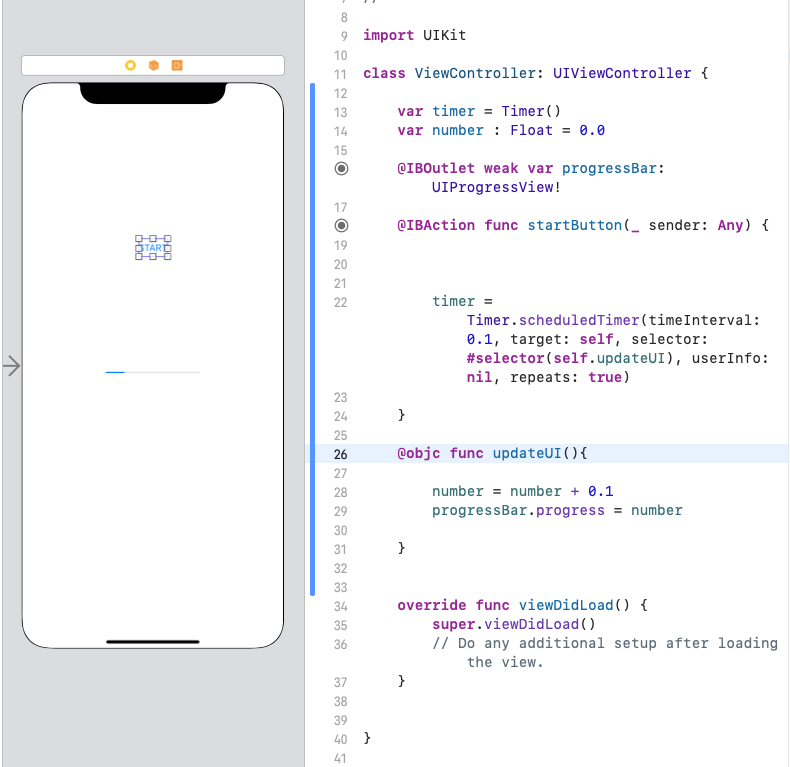 START
7 //
8
9 import UIKit
10
11 class ViewController: UIViewController {
12
13 var timer = Timer()
14 var number : Float = 0.0
15
@IBOutlet weak var progressBar:
UIProgressView!
17
@IBAction func startButton(_ sender: Any) {
19
20
21
22 timer =
Timer.scheduledTimer(timeInterval:
0.1, target: self, selector:
#selector(self.updateUI), userInfo:
nil, repeats: true)
23
24 }
25
26 @objc func updateUI(){
27
28 number = number + 0.1
29 progressBar.progress = number
30
31 }
32
33
34 override func viewDidLoad() {
35 super.viewDidLoad()
36 // Do any additional setup after loading
the view.
37 }
38
39
40 }
41